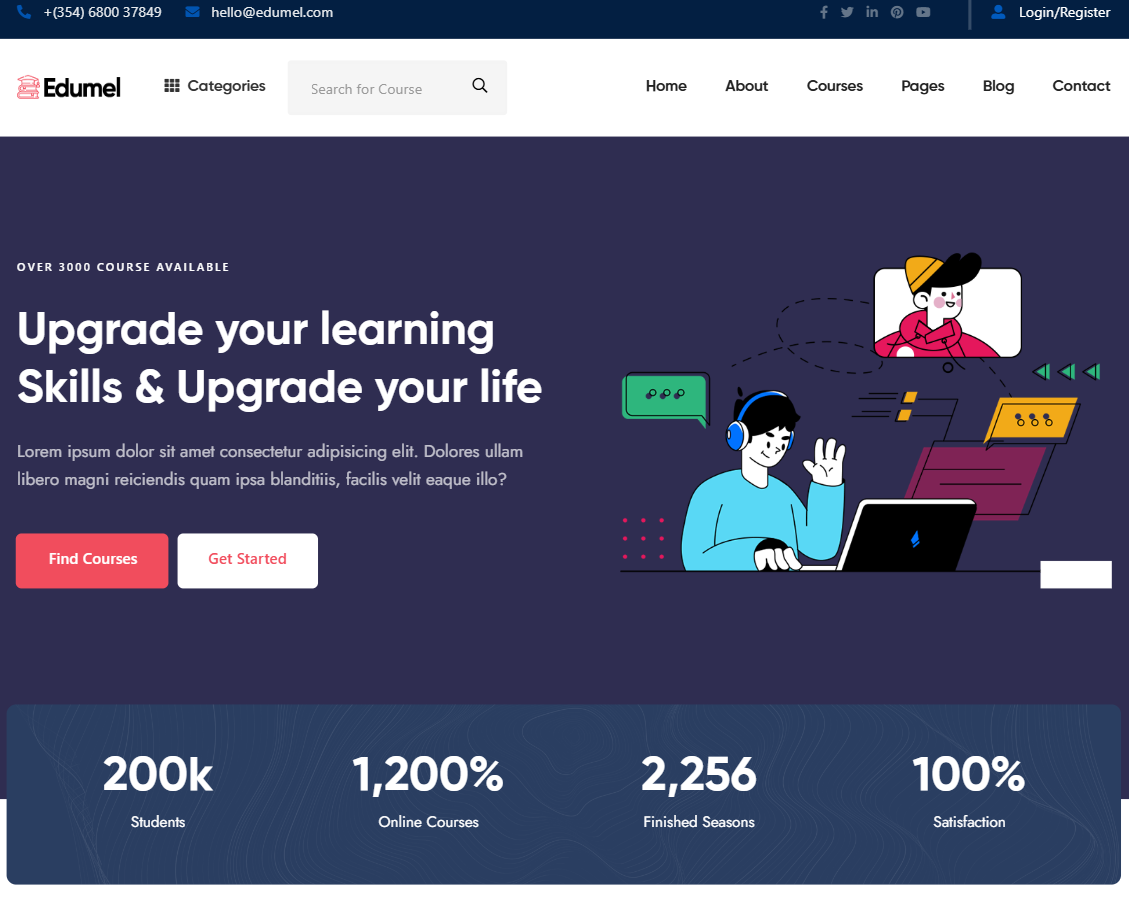 +(354) 6800 37849 hello@edumel.com Login/Register
Edumel Categories Search for Course Home About Courses Pages Blog Contact
OVER 3000 COURSE AVAILABLE
Upgrade your learning
Skills & Upgrade your life
Lorem ipsum dolor sit amet consectetur adipisicing elit. Dolores ullam
libero magni reiciendis quam ipsa blanditiis, facilis velit eaque illo?
Find Courses Get Started
200k 1,200% 2,256 100%
Students Online Courses Finished Seasons Satisfaction